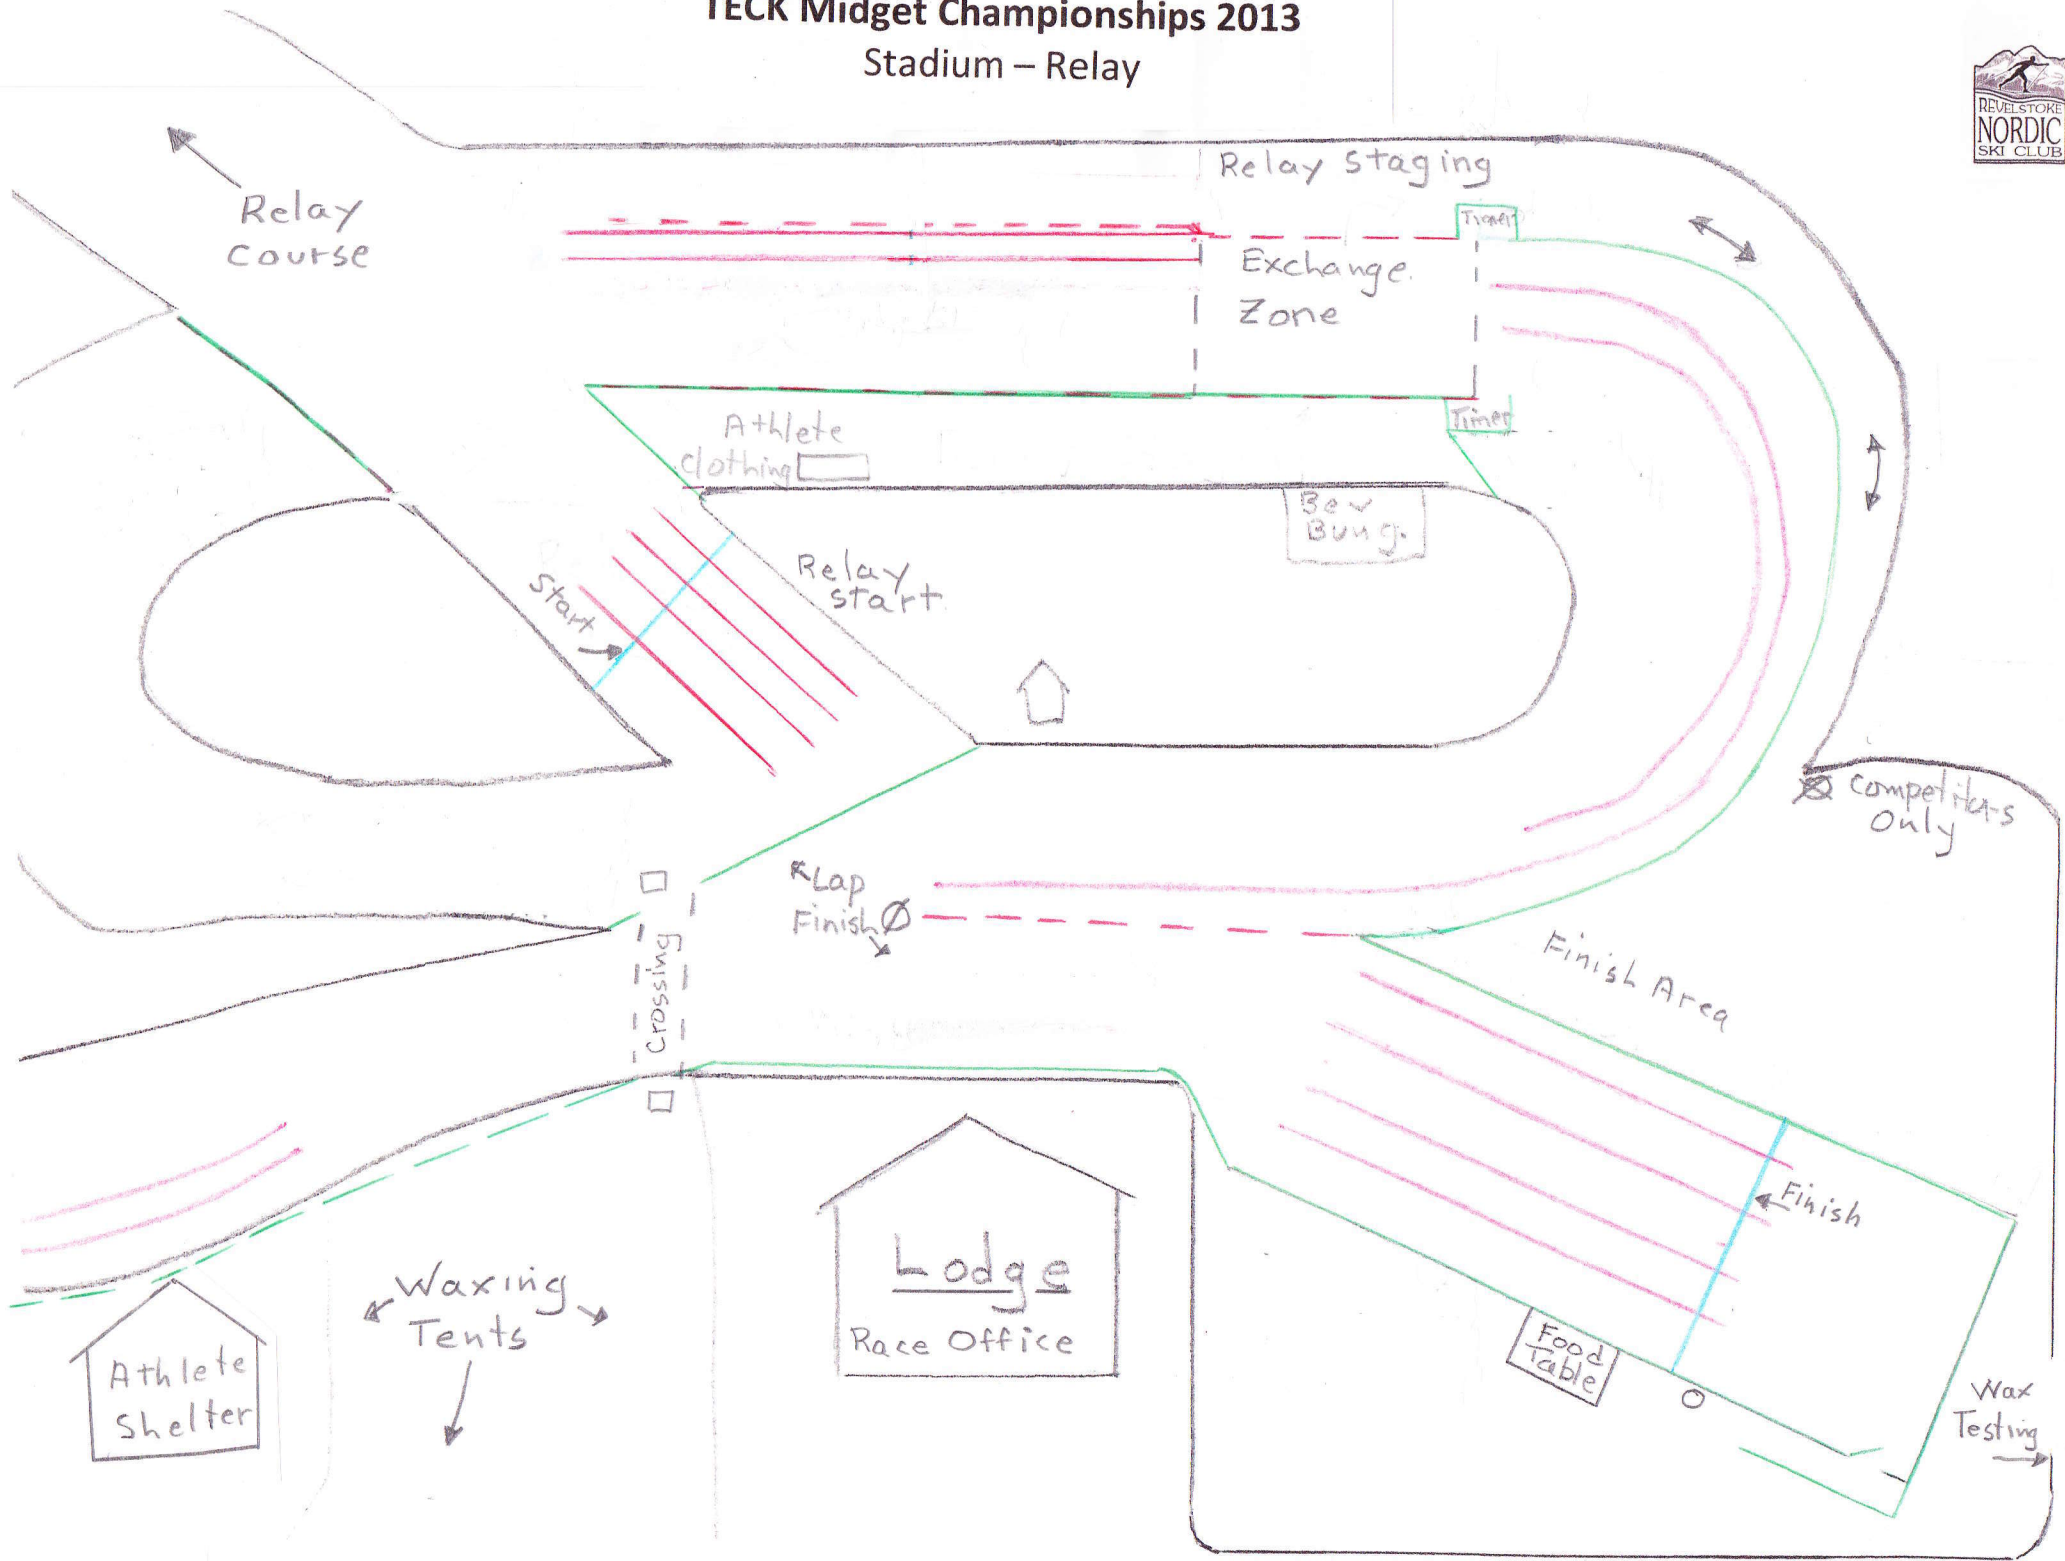 TECK Midget Championships 2013
Stadium – Relay
REVELSTOKE
NORDIC
SKI CLUB
Relay Staging
Relay
Course
Timer
Exchange
Zone
Athlete
clothing
Timer
Bev
Bung.
Relay
Start
Start
Competitors
Only
Lap
Finish
Crossing
Finish Area
Finish
Lodge
Race Office
Waxing
Tents
Athlete
Shelter
Food
Table
Wax
Testing